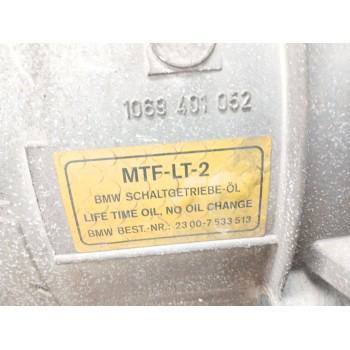 1069 401 052
MTF-LT-2
BMW SCHALTGETRIEBE-ÖL
LIFE TIME OIL, NO OIL CHANGE
BMW BEST.-NR.: 23 00-7 533 513